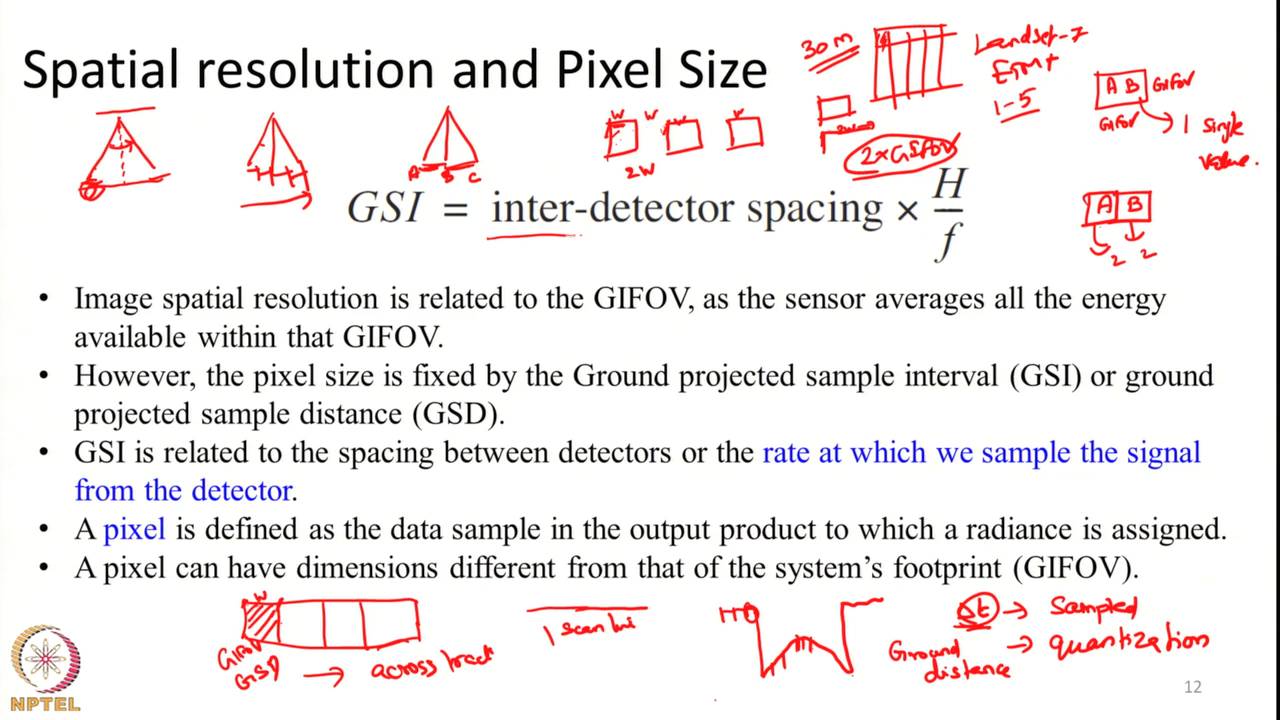 Spatial resolution and Pixel Size
30 m
Landset-7
ETM+
1-5
A B GIFOV
GIFOV
1 Single
value.
W W W
2W
2W
2xGIFOV
A B C
GSI = inter-detector spacing × H/f
A B
2 2
• Image spatial resolution is related to the GIFOV, as the sensor averages all the energy
available within that GIFOV.
• However, the pixel size is fixed by the Ground projected sample interval (GSI) or ground
projected sample distance (GSD).
• GSI is related to the spacing between detectors or the rate at which we sample the signal
from the detector.
• A pixel is defined as the data sample in the output product to which a radiance is assigned.
• A pixel can have dimensions different from that of the system's footprint (GIFOV).
W
GIFOV
GSD → across track
1 scan
Δt → Sampled
Ground
distance → quantization
NPTEL
12